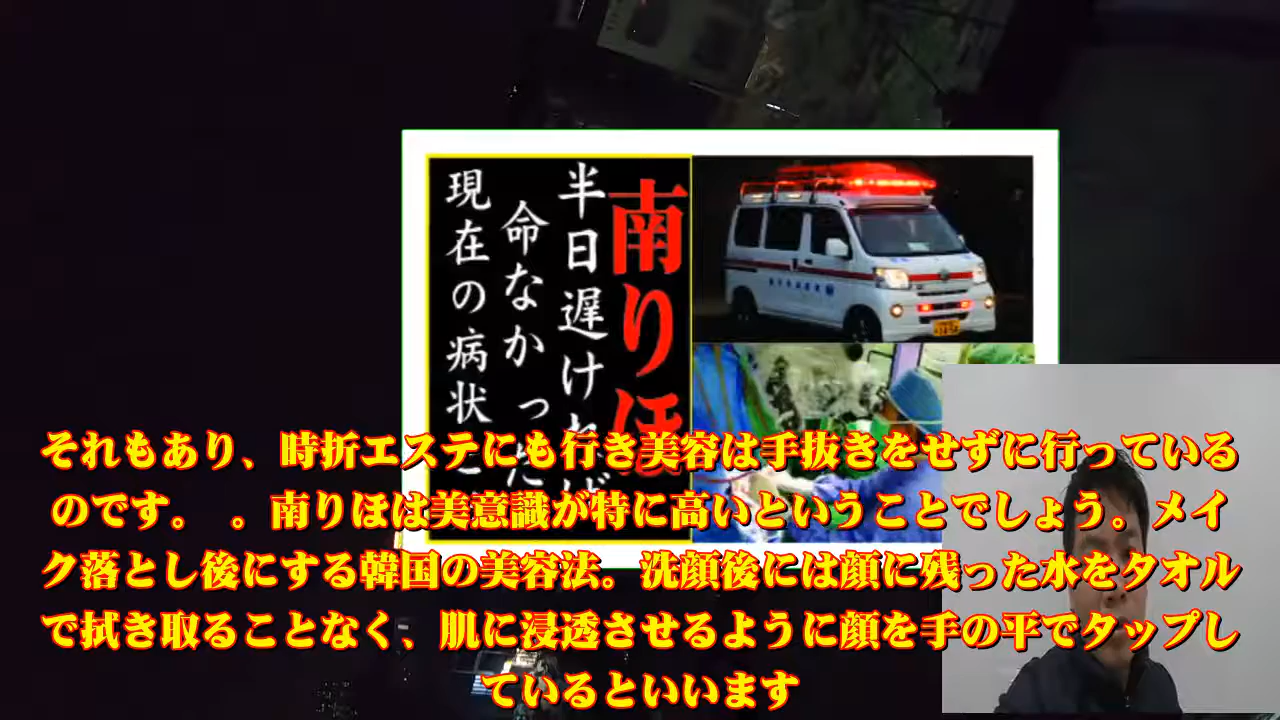 南りほ
半日遅けれ
命なかった
現在の病状
それもあり、時折エステにも行き美容は手抜きをせずに行っている
のです。 。南りほは美意識が特に高いということでしょう。メイ
ク落とし後にする韓国の美容法。洗顔後には顔に残った水をタオル
で拭き取ることなく、肌に浸透させるように顔を手の平でタップし
ているといいます